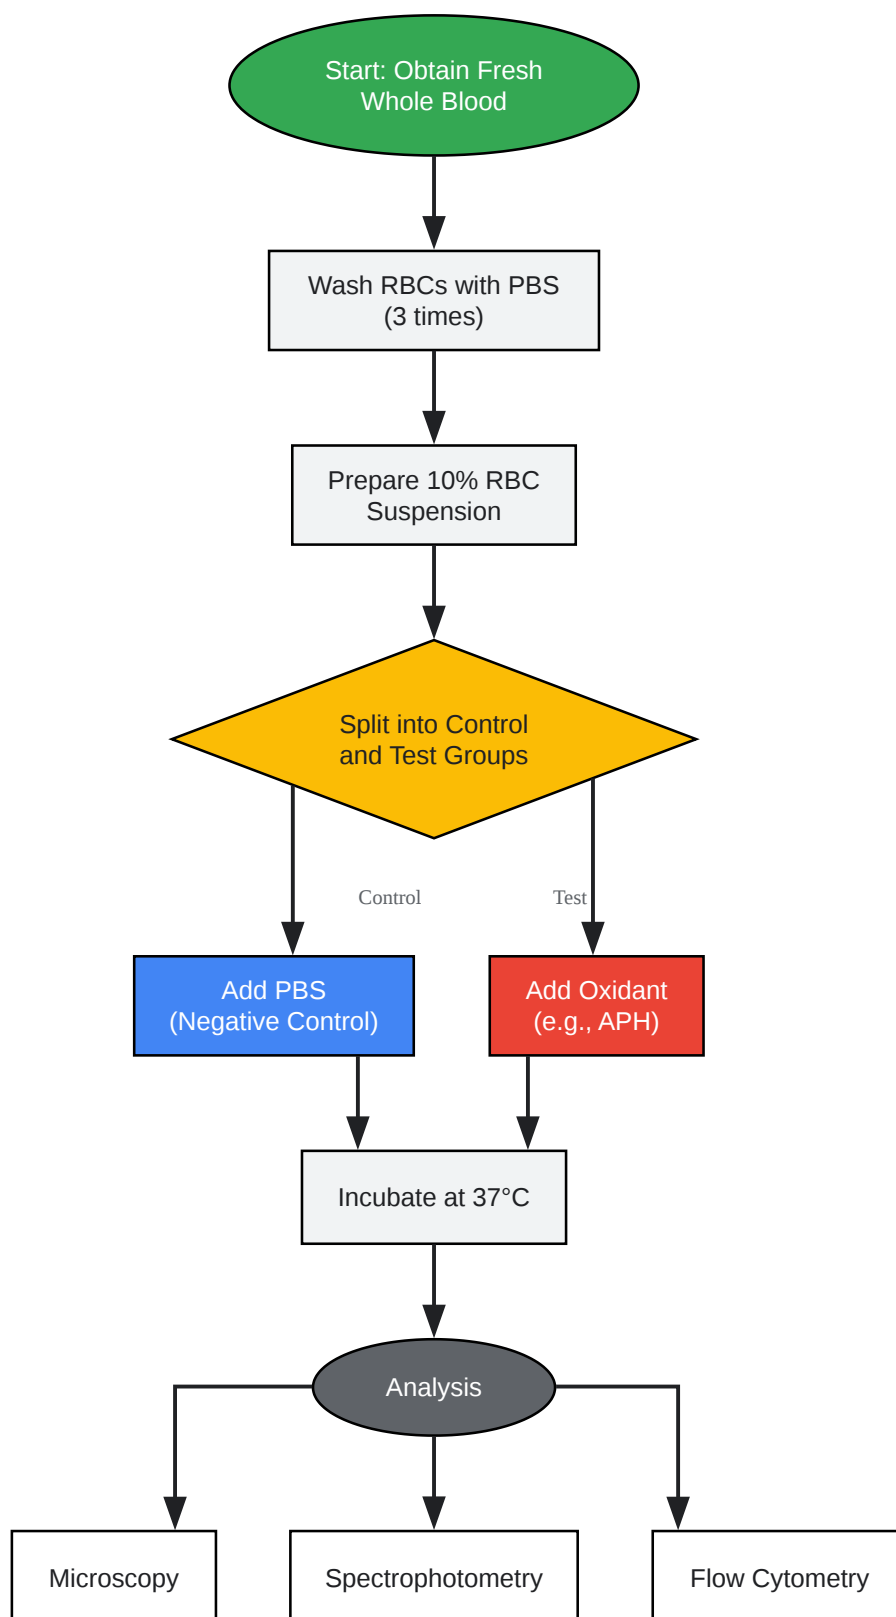 Start: Obtain Fresh
Whole Blood
Wash RBCs with PBS
(3 times)
Prepare 10% RBC
Suspension
Split into Control
and Test Groups
Control
Test
Add PBS
(Negative Control)
Add Oxidant
(e.g., APH)
Incubate at 37°C
Analysis
Microscopy
Spectrophotometry
Flow Cytometry